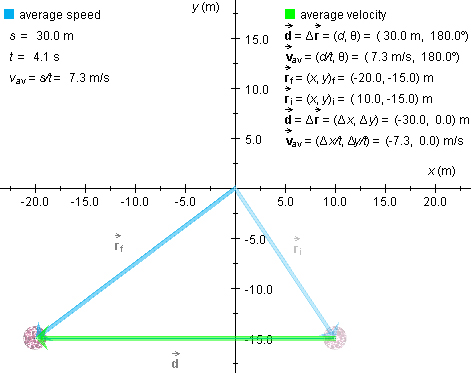 average speed
s = 30.0 m
t = 4.1 s
vav = s/t = 7.3 m/s
y (m)
average velocity
d = Δr = (d, θ) = ( 30.0 m, 180.0°)
vav = (d/t, θ) = ( 7.3 m/s, 180.0°)
rf = (x, y)f = (-20.0, -15.0) m
ri = (x, y)i = ( 10.0, -15.0) m
d = Δr = (Δx, Δy) = (-30.0, 0.0) m
vav = (Δx/t, Δy/t) = (-7.3, 0.0) m/s
15.0
10.0
5.0
x (m)
-20.0 -15.0 -10.0 -5.0 5.0 10.0 15.0 20.0
-5.0
rf
ri
-10.0
-15.0
d